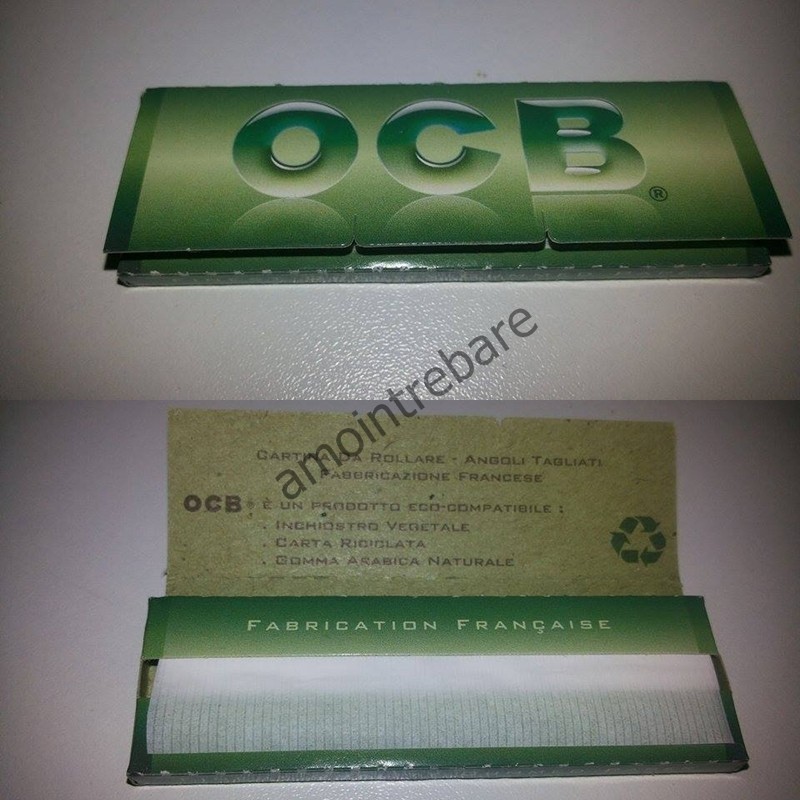 OCB®
amointrebare
Cartina Da Rollare - Angoli Tagliati
Fabbricazione Francese
OCB® è un prodotto eco-compatibile :
. Inchiostro Vegetale
. Carta Riciclata
. Gomma Arabica Naturale
Fabrication Française